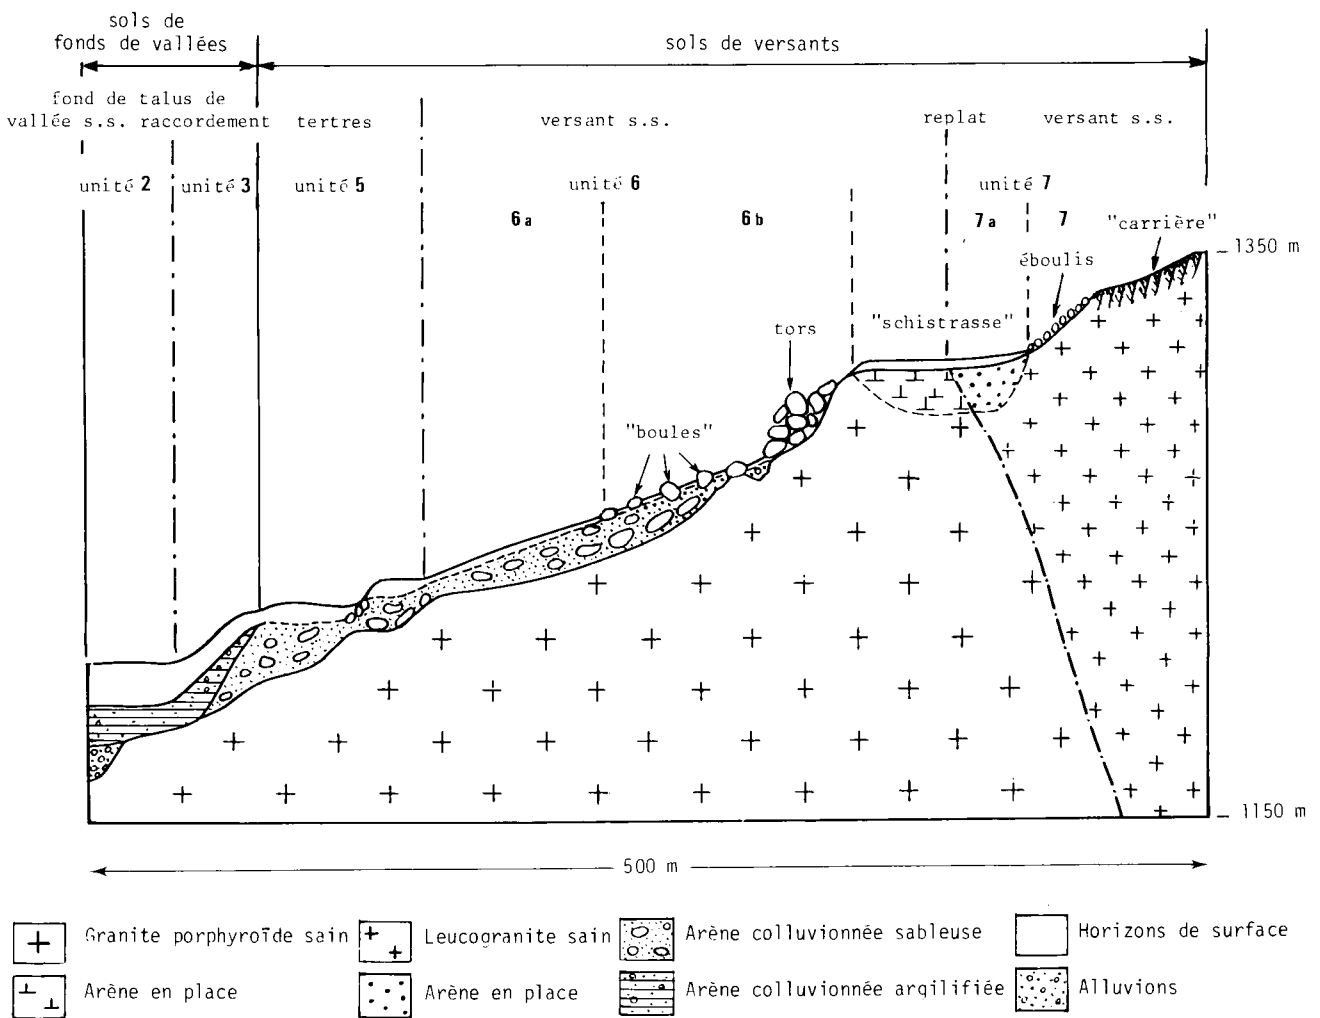 sols de
fonds de vallées
sols de versants
fond de talus de
vallée s.s. raccordement
tertres
versant s.s.
replat
versant s.s.
unité 2
unité 3
unité 5
unité 6
unité 7
6a
6b
7a
7
"carrière"
1350 m
éboulis
"schistrasse"
tors
"boules"
1150 m
500 m
Granite porphyroïde sain
Leucogranite sain
Arène colluvionnée sableuse
Horizons de surface
Arène en place
Arène en place
Arène colluvionnée argilifiée
Alluvions